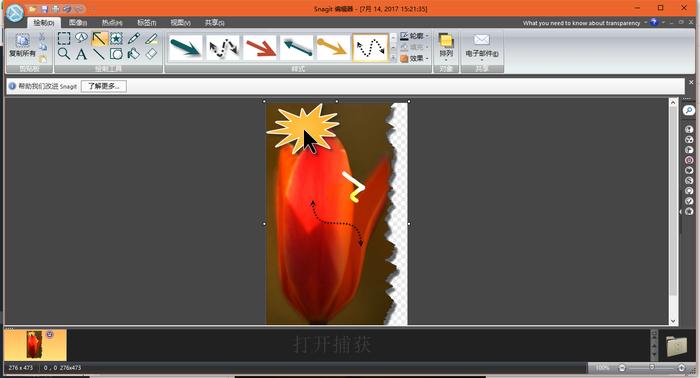 Snagit 编辑器 - [7月 14, 2017 15:21:35]
绘制(D) 图像(I) 热点(H) 标签(T) 视图(V) 共享(S)
What you need to know about transparency
复制所有
轮廓
填充
效果
排列
电子邮件(E)
剪贴板 绘制工具 样式 对象 共享
帮助我们改进 Snagit 了解更多...
打开捕获
276 x 473 0 , 0 276x473 100%